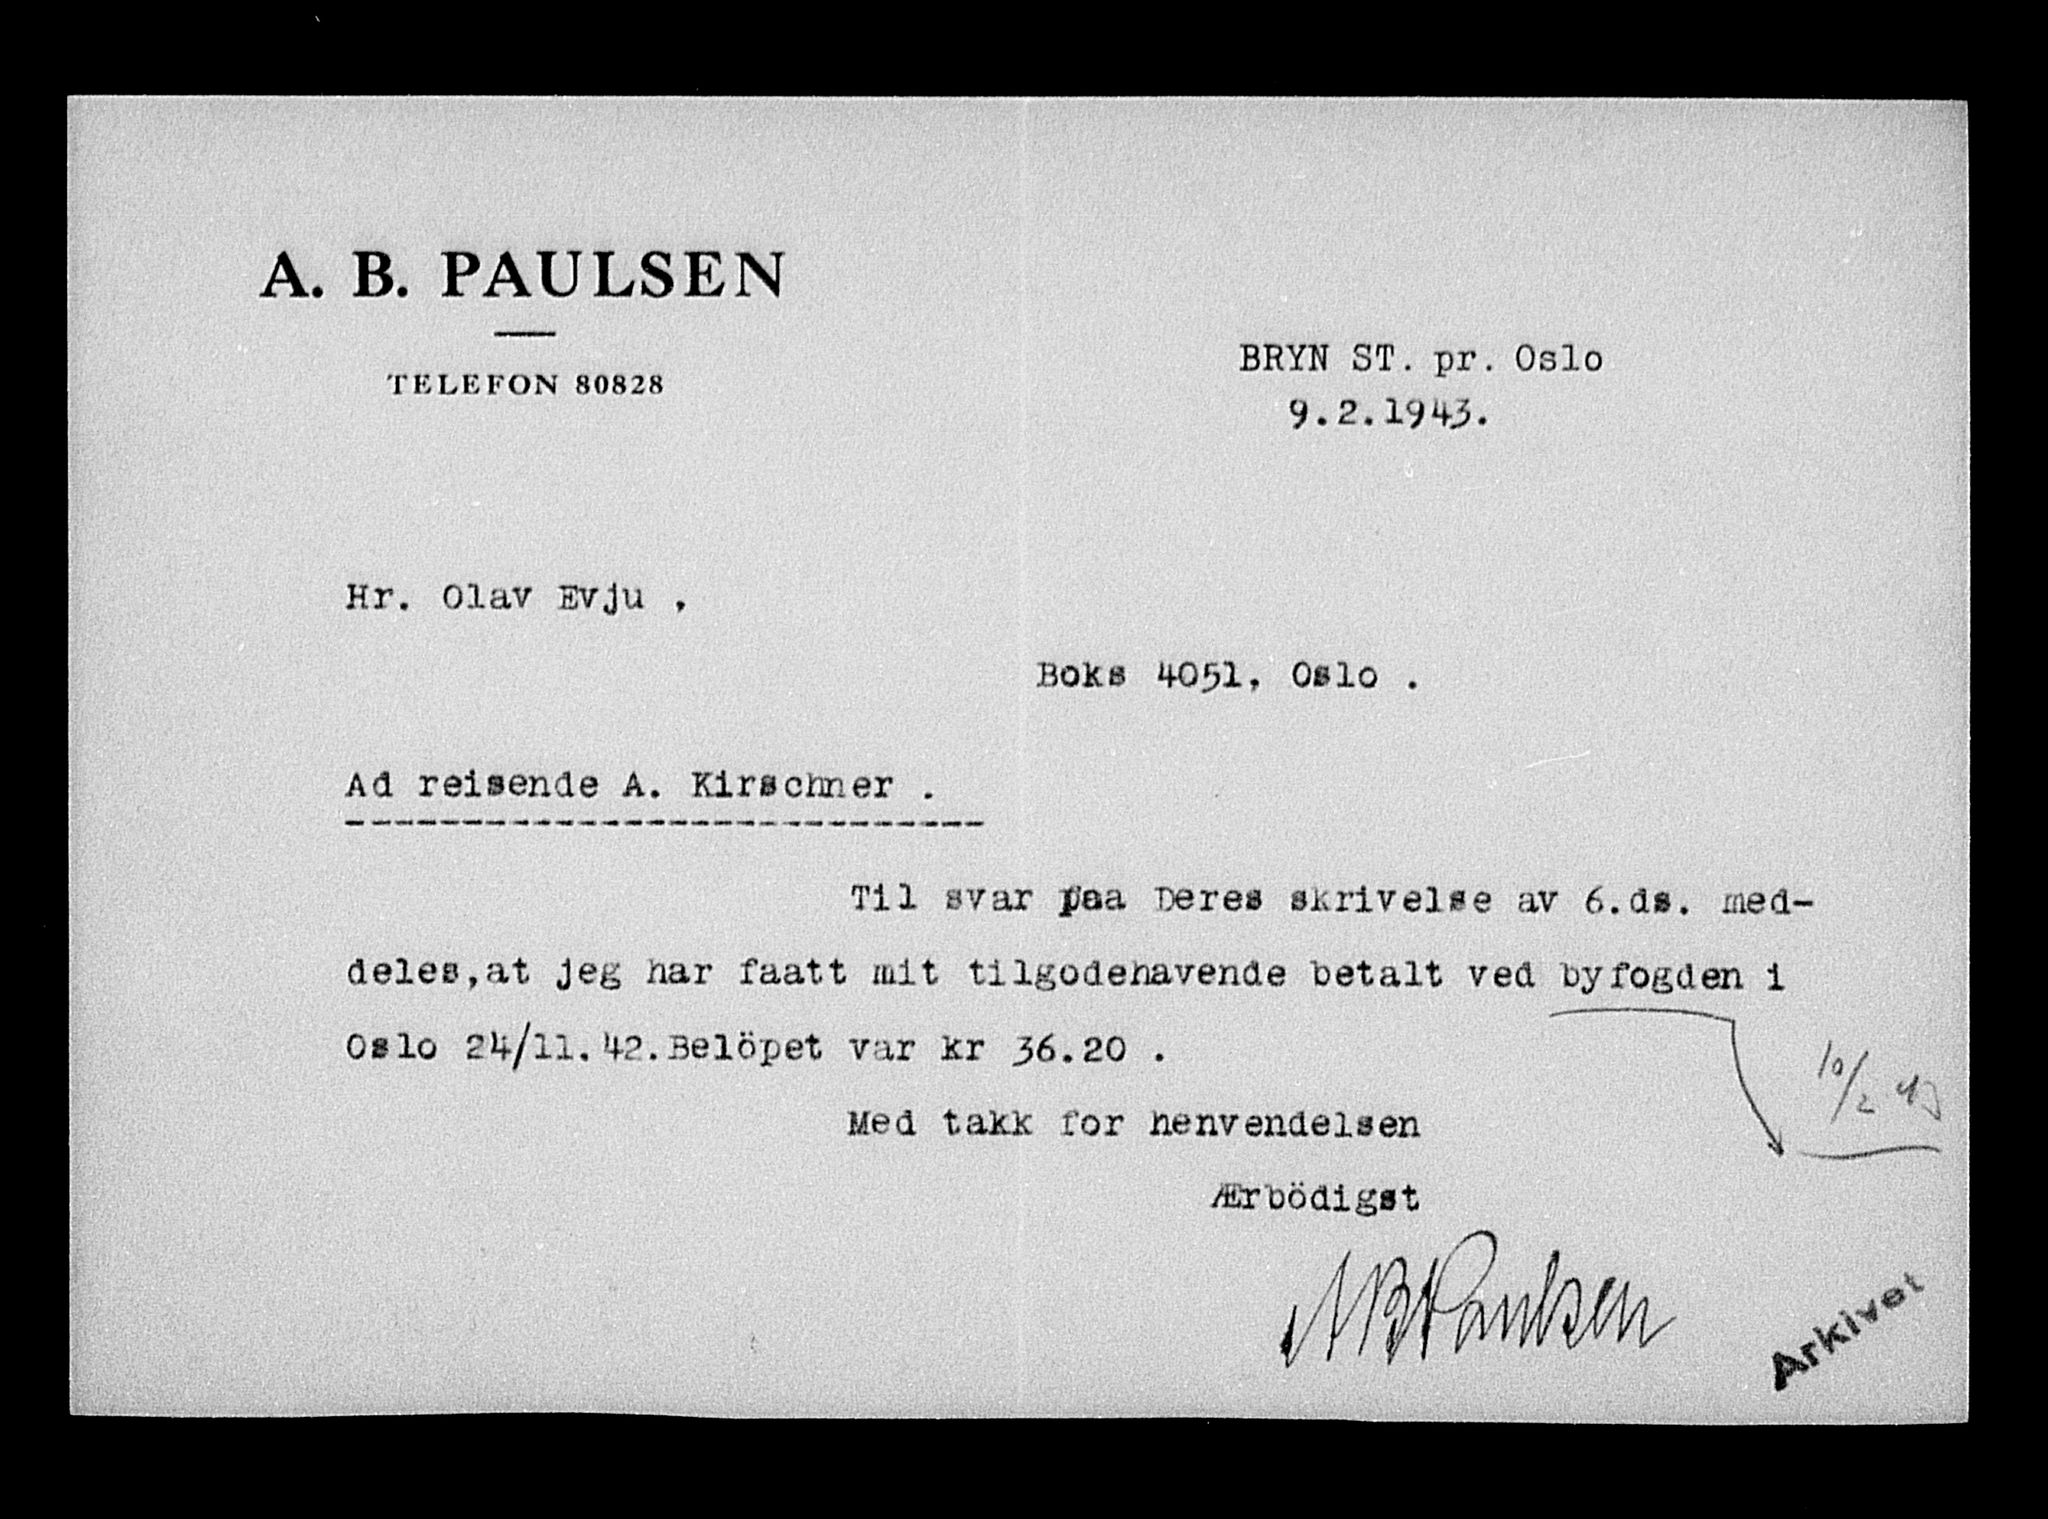 A. B. PAULSEN
TELEFON 80828
BRYN ST. pr. Oslo
9.2.1943.
Hr. Olav Evju .
Boks 4051, Oslo .
Ad reisende A. Kirschner .
Til svar paa Deres skrivelse av 6.ds. med-
deles,at jeg har faatt mit tilgodehavende betalt ved byfogden i
Oslo 24/11.42.Belöpet var kr 36.20 .
10/2 43
Med takk for henvendelsen
Ærbödigst
ABPaulsen
Arkivet